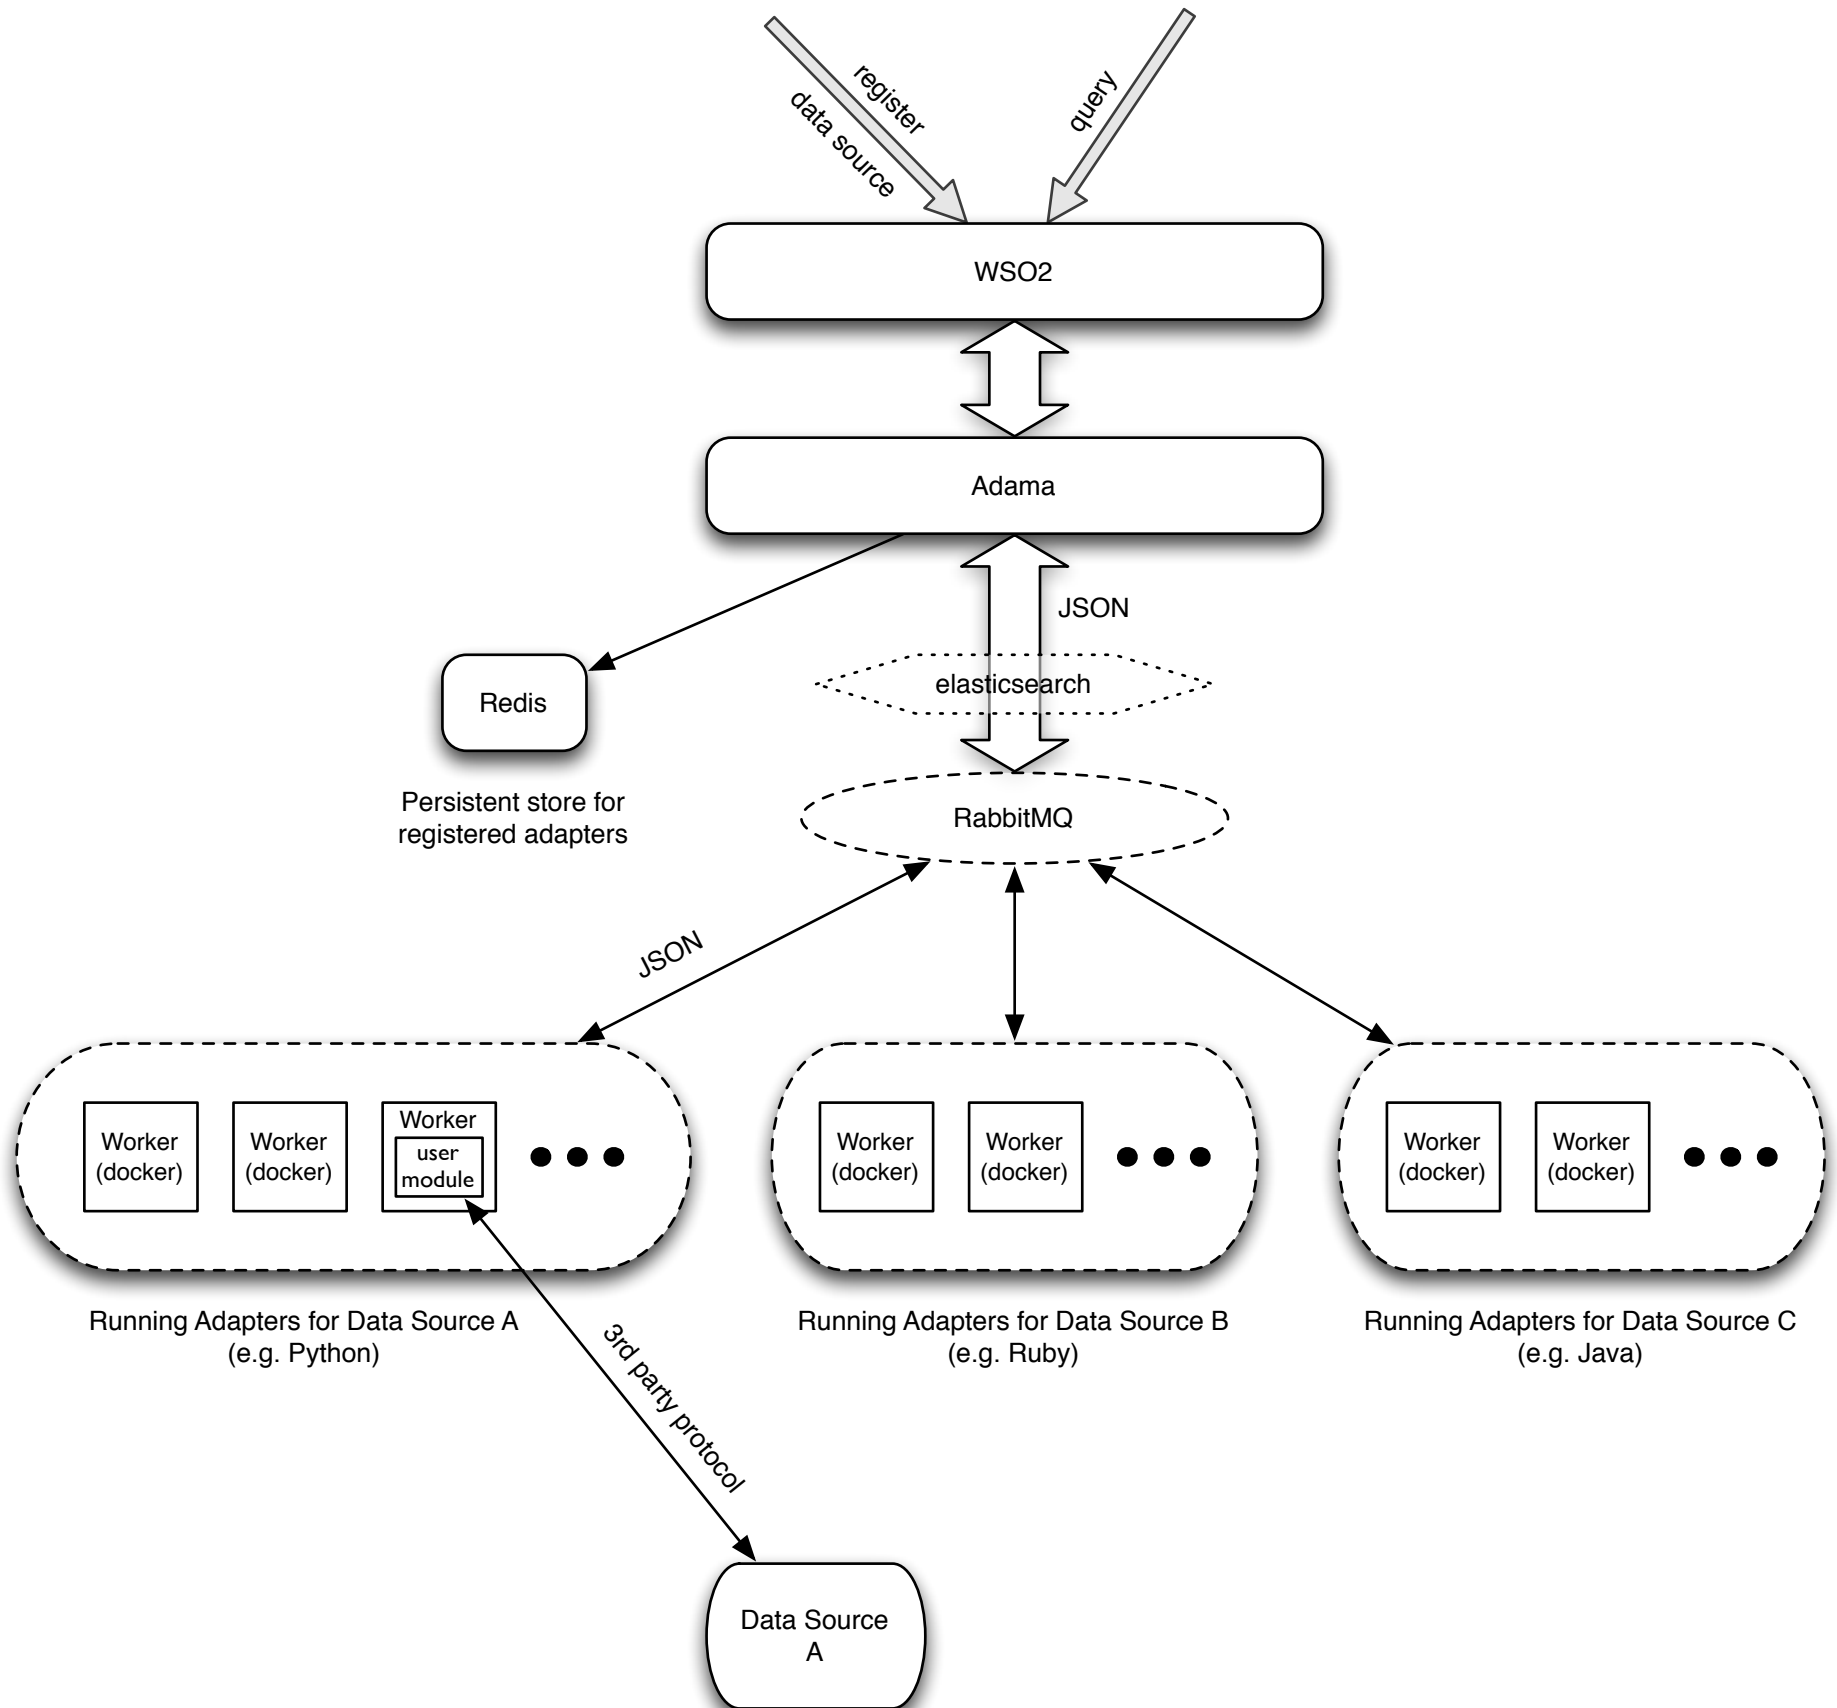 register
data source
query
WSO2
Adama
JSON
elasticsearch
Redis
Persistent store for
registered adapters
RabbitMQ
JSON
Worker
(docker)
Worker
(docker)
Worker
user
module
Worker
(docker)
Worker
(docker)
Worker
(docker)
Worker
(docker)
Running Adapters for Data Source A
(e.g. Python)
Running Adapters for Data Source B
(e.g. Ruby)
Running Adapters for Data Source C
(e.g. Java)
3rd party protocol
Data Source
A